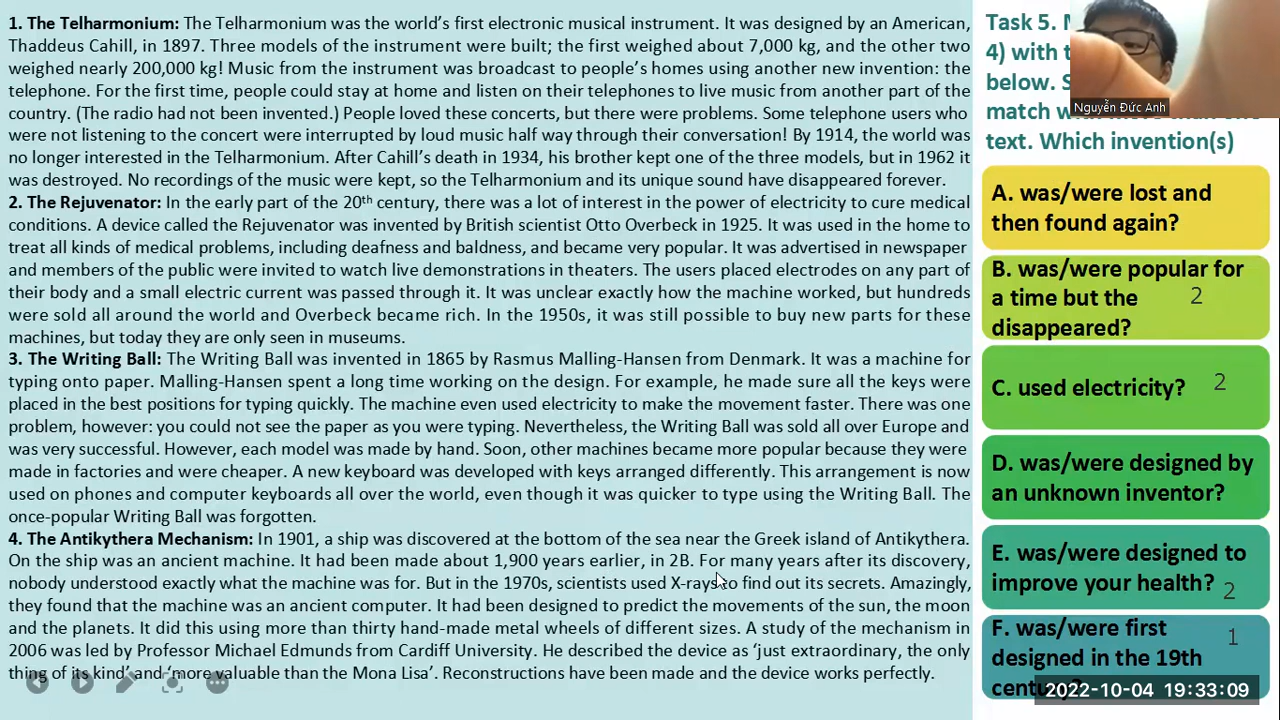 1. The Telharmonium: The Telharmonium was the world's first electronic musical instrument. It was designed by an American,
Thaddeus Cahill, in 1897. Three models of the instrument were built; the first weighed about 7,000 kg, and the other two
weighed nearly 200,000 kg! Music from the instrument was broadcast to people's homes using another new invention: the
telephone. For the first time, people could stay at home and listen on their telephones to live music from another part of the
country. (The radio had not been invented.) People loved these concerts, but there were problems. Some telephone users who
were not listening to the concert were interrupted by loud music half way through their conversation! By 1914, the world was
no longer interested in the Telharmonium. After Cahill's death in 1934, his brother kept one of the three models, but in 1962 it
was destroyed. No recordings of the music were kept, so the Telharmonium and its unique sound have disappeared forever.
2. The Rejuvenator: In the early part of the 20th century, there was a lot of interest in the power of electricity to cure medical
conditions. A device called the Rejuvenator was invented by British scientist Otto Overbeck in 1925. It was used in the home to
treat all kinds of medical problems, including deafness and baldness, and became very popular. It was advertised in newspaper
and members of the public were invited to watch live demonstrations in theaters. The users placed electrodes on any part of
their body and a small electric current was passed through it. It was unclear exactly how the machine worked, but hundreds
were sold all around the world and Overbeck became rich. In the 1950s, it was still possible to buy new parts for these
machines, but today they are only seen in museums.
3. The Writing Ball: The Writing Ball was invented in 1865 by Rasmus Malling-Hansen from Denmark. It was a machine for
typing onto paper. Malling-Hansen spent a long time working on the design. For example, he made sure all the keys were
placed in the best positions for typing quickly. The machine even used electricity to make the movement faster. There was one
problem, however: you could not see the paper as you were typing. Nevertheless, the Writing Ball was sold all over Europe and
was very successful. However, each model was made by hand. Soon, other machines became more popular because they were
made in factories and were cheaper. A new keyboard was developed with keys arranged differently. This arrangement is now
used on phones and computer keyboards all over the world, even though it was quicker to type using the Writing Ball. The
once-popular Writing Ball was forgotten.
4. The Antikythera Mechanism: In 1901, a ship was discovered at the bottom of the sea near the Greek island of Antikythera.
On the ship was an ancient machine. It had been made about 1,900 years earlier, in 2B. For many years after its discovery,
nobody understood exactly what the machine was for. But in the 1970s, scientists used X-rays to find out its secrets. Amazingly,
they found that the machine was an ancient computer. It had been designed to predict the movements of the sun, the moon
and the planets. It did this using more than thirty hand-made metal wheels of different sizes. A study of the mechanism in
2006 was led by Professor Michael Edmunds from Cardiff University. He described the device as 'just extraordinary, the only
thing of its kind' and 'more valuable than the Mona Lisa'. Reconstructions have been made and the device works perfectly.
Task 5.
4) with
below.
match
text. Which invention(s)
Nguyễn Đức Anh
A. was/were lost and
then found again?
B. was/were popular for
a time but the 2
disappeared?
C. used electricity? 2
D. was/were designed by
an unknown inventor?
E. was/were designed to
improve your health? 2
F. was/were first 1
designed in the 19th
2022-10-04 19:33:09